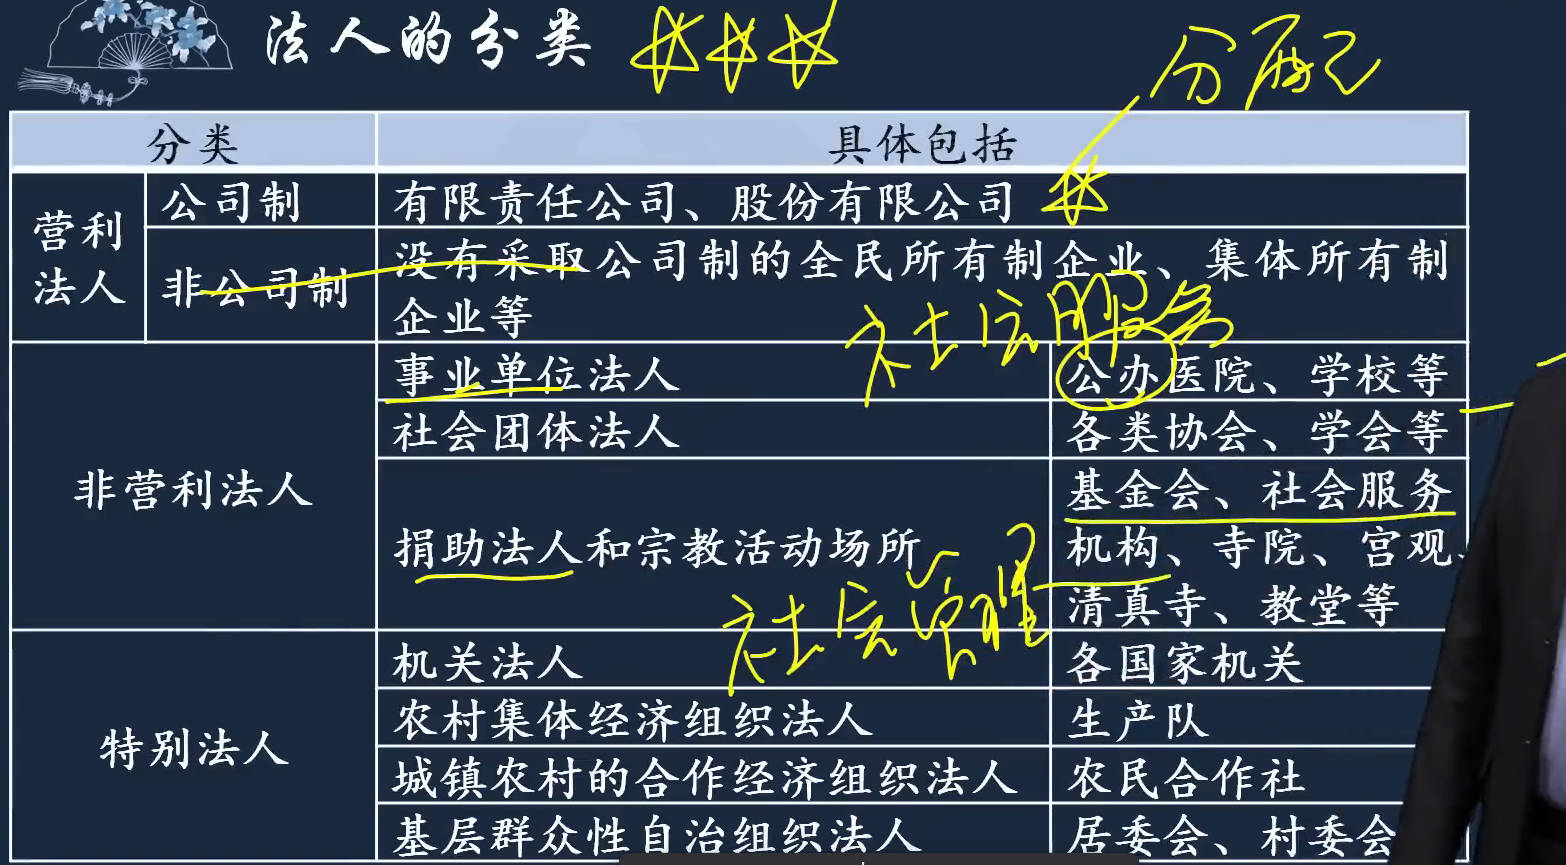 法人的分类
分配
分类 具体包括
营利法人 公司制 有限责任公司、股份有限公司
非公司制 没有采取公司制的全民所有制企业、集体所有制
企业等
社会服务
非营利法人 事业单位法人 公办医院、学校等
社会团体法人 各类协会、学会等
捐助法人和宗教活动场所 基金会、社会服务
机构、寺院、宫观、
清真寺、教堂等
社会管理
特别法人 机关法人 各国家机关
农村集体经济组织法人 生产队
城镇农村的合作经济组织法人 农民合作社
基层群众性自治组织法人 居委会、村委会